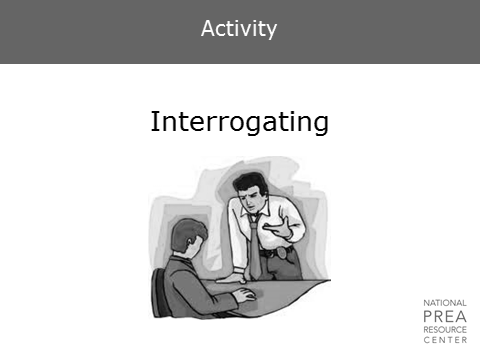 Activity
Interrogating
NATIONAL
PREA
RESOURCE
CENTER